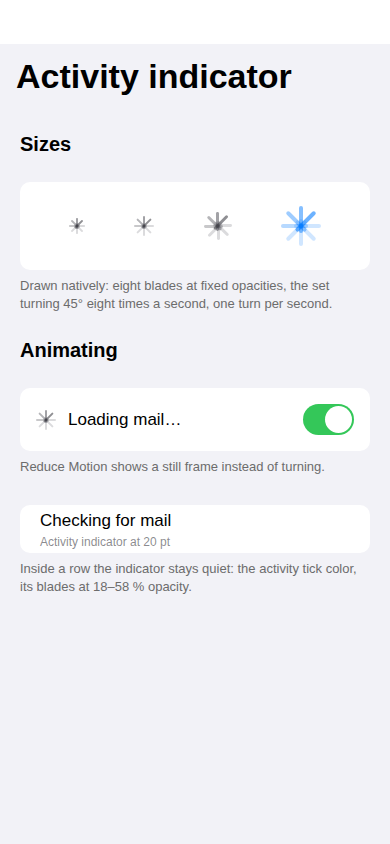 Activity indicator
Sizes
Drawn natively: eight blades at fixed opacities, the set
turning 45° eight times a second, one turn per second.
Animating
Loading mail…
Reduce Motion shows a still frame instead of turning.
Checking for mail
Activity indicator at 20 pt
Inside a row the indicator stays quiet: the activity tick color,
its blades at 18–58 % opacity.